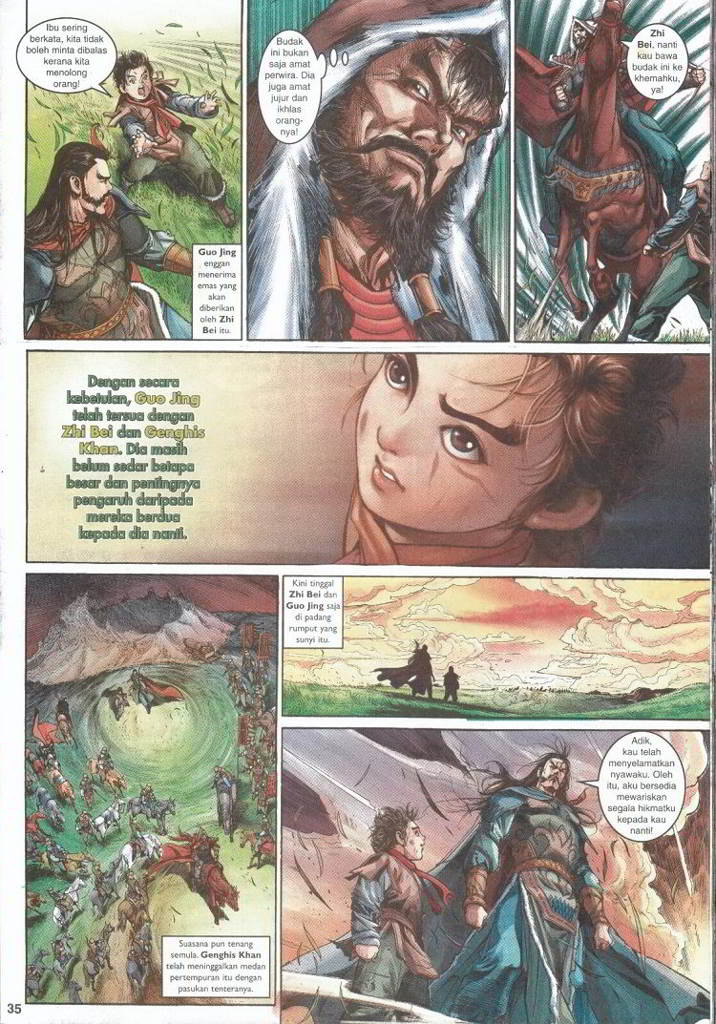 Ibu sering
berkata, kita tidak
boleh minta dibalas
kerana kita
menolong
orang!
Guo Jing
enggan
menerima
emas yang
akan
diberikan
oleh Zhi
Bei itu.
Budak
ini bukan
saja amat
perwira. Dia
juga amat
jujur dan
ikhlas
orang-
nya!
Zhi
Bei, nanti
kau bawa
budak ini ke
khemahku,
ya!
Dengan secara
kebetulan, Guo Jing
telah tersua dengan
Zhi Bei dan Genghis
Khan. Dia masih
belum sedar betapa
besar dan pentingnya
pengaruh daripada
mereka berdua
kepada dia nanti.
Suasana pun tenang
semula. Genghis Khan
telah meninggalkan medan
pertempuran itu dengan
pasukan tenteranya.
Kini tinggal
Zhi Bei dan
Guo Jing saja
di padang
rumput yang
sunyi itu.
Adik,
kau telah
menyelamatkan
nyawaku. Oleh
itu, aku bersedia
mewariskan
segala hikmatku
kepada kau
nanti!
35